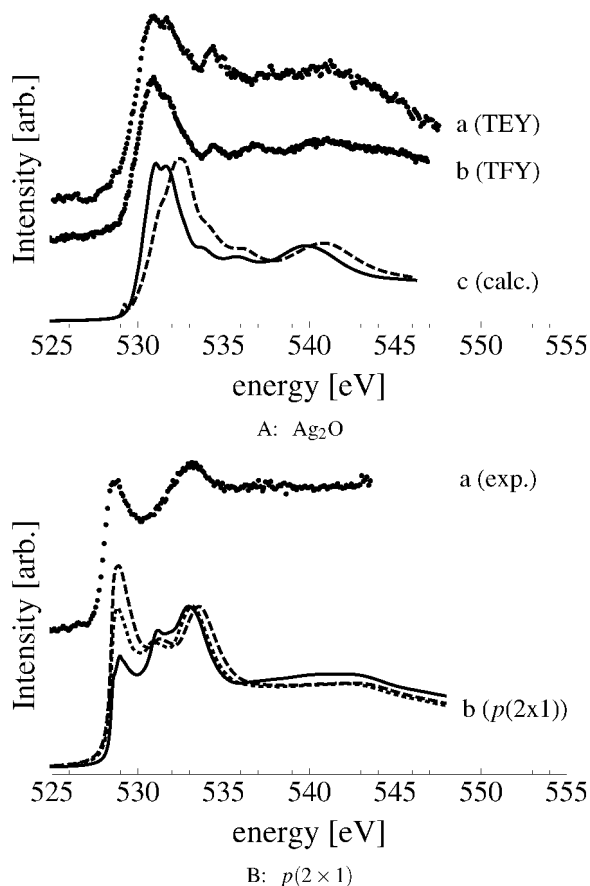 Intensity [arb.]
a (TEY)
b (TFY)
c (calc.)
525 530 535 540 545 550 555
energy [eV]
A: Ag₂O
Intensity [arb.]
a (exp.)
b (p(2x1))
525 530 535 540 545 550 555
energy [eV]
B: p(2 × 1)